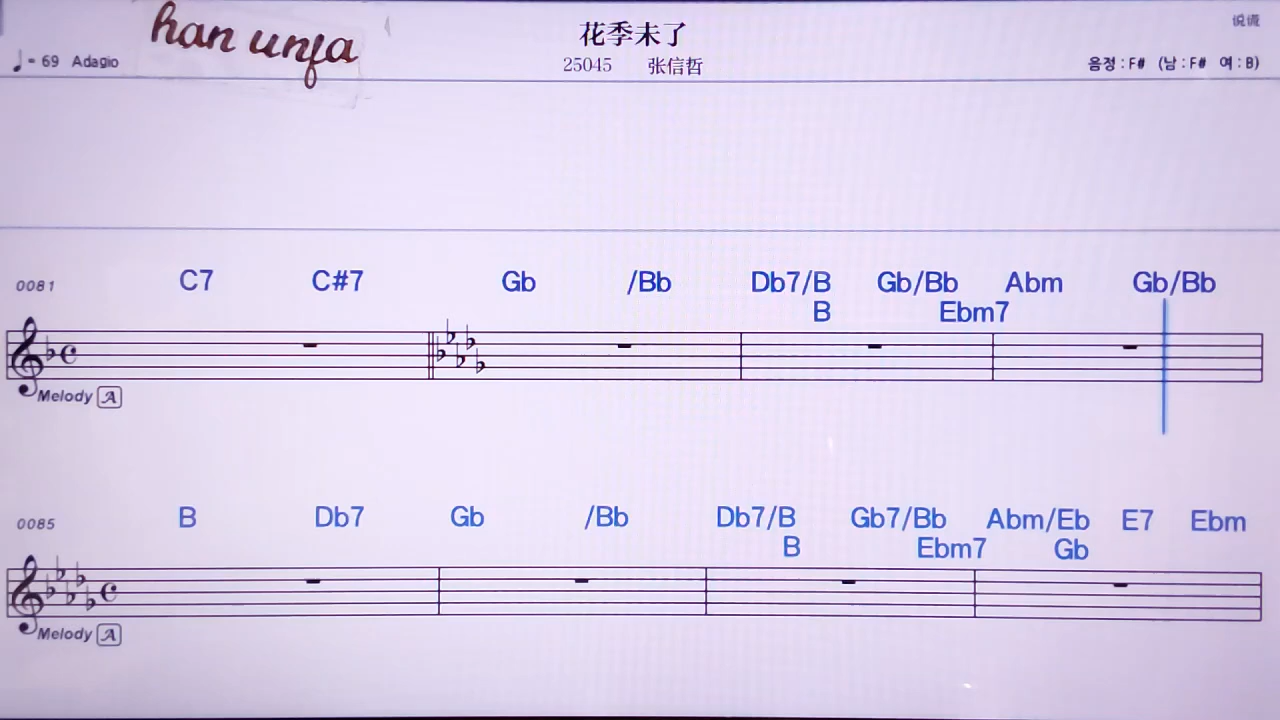 han unfa
花季未了
说谎
♩= 69 Adagio
25045 张信哲
음정 : F# (남 : F# 여 : B)
0081 C7 C#7 Gb /Bb Db7/B Gb/Bb Abm Gb/Bb
B Ebm7
Melody A
0085 B Db7 Gb /Bb Db7/B Gb7/Bb Abm/Eb E7 Ebm
B Ebm7 Gb
Melody A